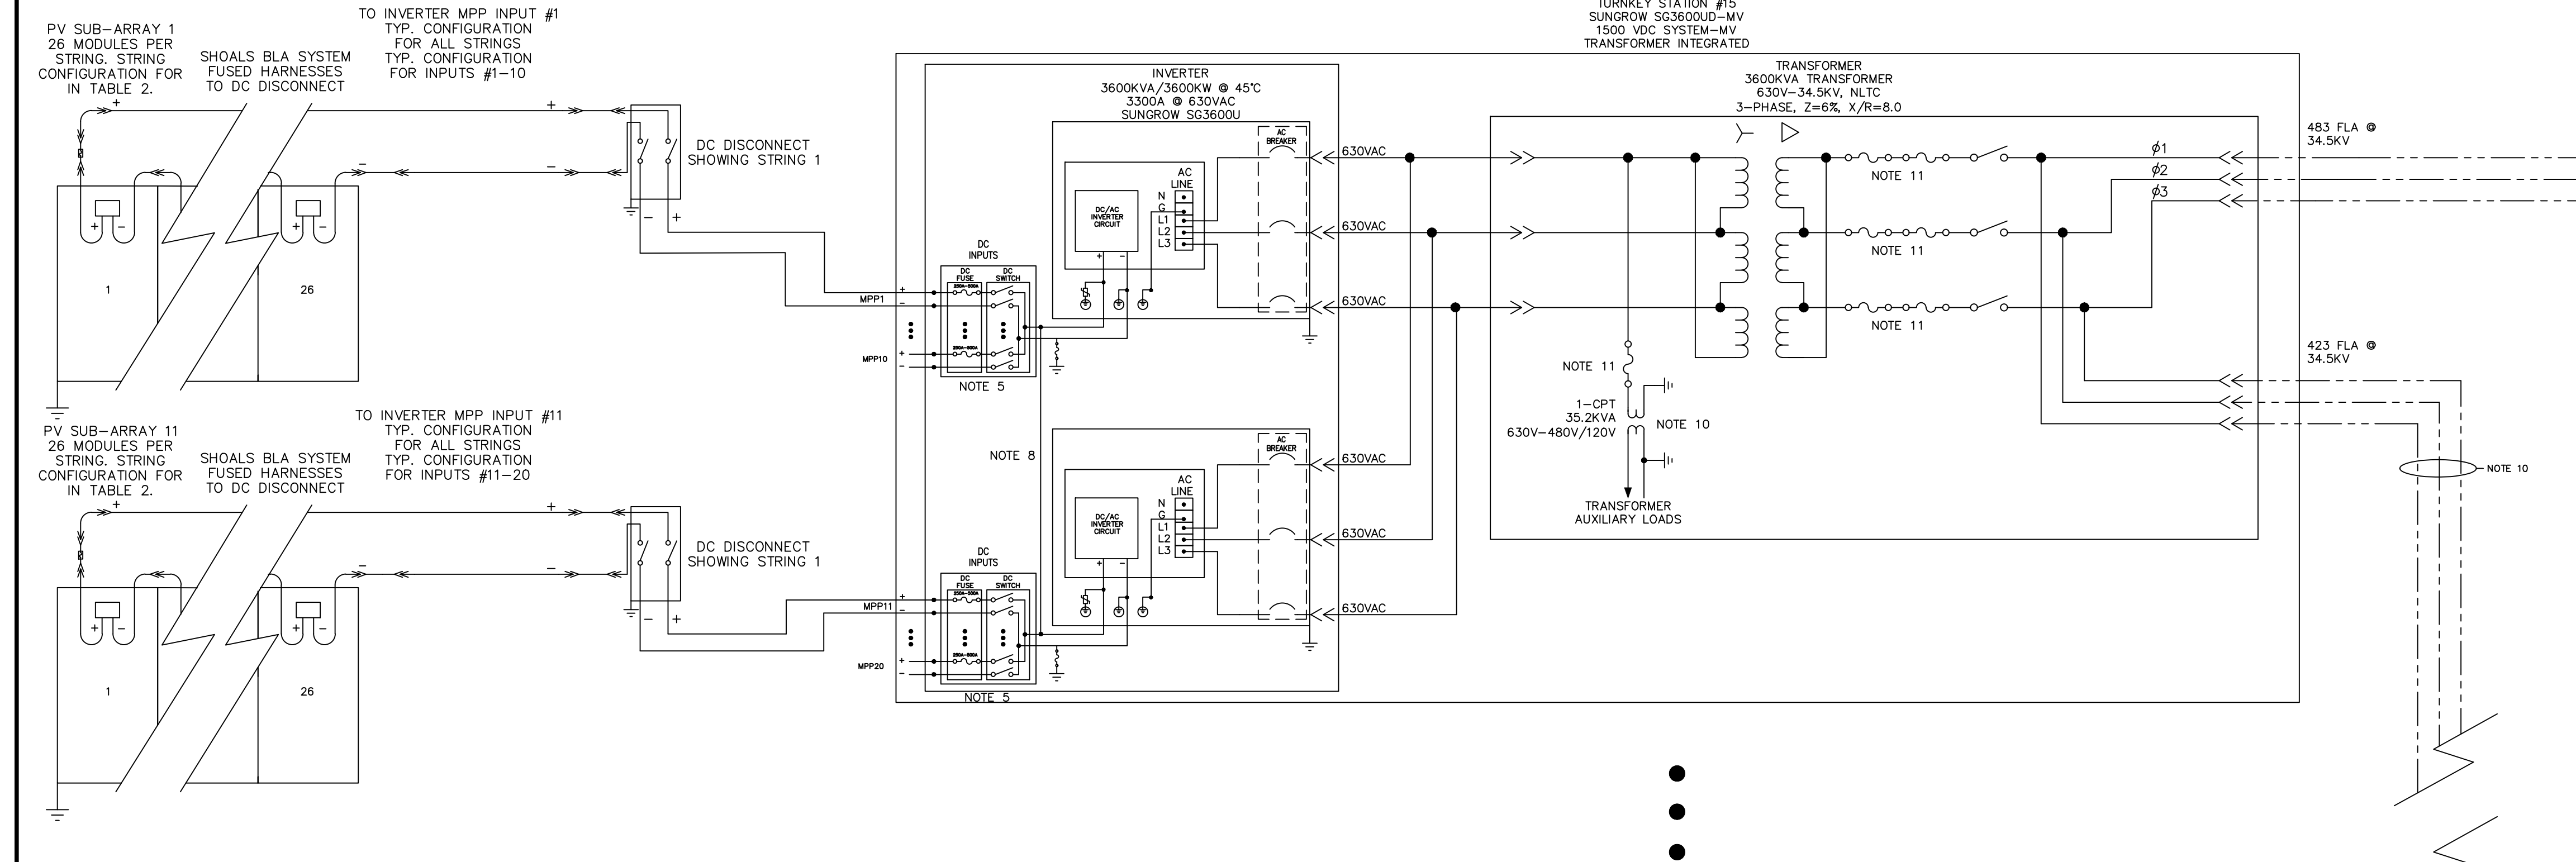 TURNKEY STATION #15
SUNGROW SG3600UD-MV
1500 VDC SYSTEM-MV
TRANSFORMER INTEGRATED
PV SUB-ARRAY 1
26 MODULES PER
STRING. STRING
CONFIGURATION FOR
IN TABLE 2.
SHOALS BLA SYSTEM
FUSED HARNESSES
TO DC DISCONNECT
TO INVERTER MPP INPUT #1
TYP. CONFIGURATION
FOR ALL STRINGS
TYP. CONFIGURATION
FOR INPUTS #1-10
+
+
-
-
DC DISCONNECT
SHOWING STRING 1
- +
+ -
+ -
1
26
INVERTER
3600KVA/3600KW @ 45°C
3300A @ 630VAC
SUNGROW SG3600U
AC
BREAKER
AC
LINE
N
G
L1
L2
L3
DC/AC
INVERTER
CIRCUIT
+ -
DC
INPUTS
DC
FUSE
DC
SWITCH
250A-500A
250A-500A
MPP1
+
-
MPP10
+
-
NOTE 5
630VAC
630VAC
630VAC
TRANSFORMER
3600KVA TRANSFORMER
630V-34.5KV, NLTC
3-PHASE, Z=6%, X/R=8.0
NOTE 11
NOTE 11
NOTE 11
ϕ1
ϕ2
ϕ3
483 FLA @
34.5KV
423 FLA @
34.5KV
NOTE 11
1-CPT
35.2KVA
630V-480V/120V
NOTE 10
TRANSFORMER
AUXILIARY LOADS
NOTE 10
PV SUB-ARRAY 11
26 MODULES PER
STRING. STRING
CONFIGURATION FOR
IN TABLE 2.
SHOALS BLA SYSTEM
FUSED HARNESSES
TO DC DISCONNECT
TO INVERTER MPP INPUT #11
TYP. CONFIGURATION
FOR ALL STRINGS
TYP. CONFIGURATION
FOR INPUTS #11-20
+
+
-
-
DC DISCONNECT
SHOWING STRING 1
- +
+ -
+ -
1
26
NOTE 8
AC
BREAKER
AC
LINE
N
G
L1
L2
L3
DC/AC
INVERTER
CIRCUIT
+ -
DC
INPUTS
DC
FUSE
DC
SWITCH
250A-500A
250A-500A
MPP11
+
-
MPP20
+
-
NOTE 5
630VAC
630VAC
630VAC